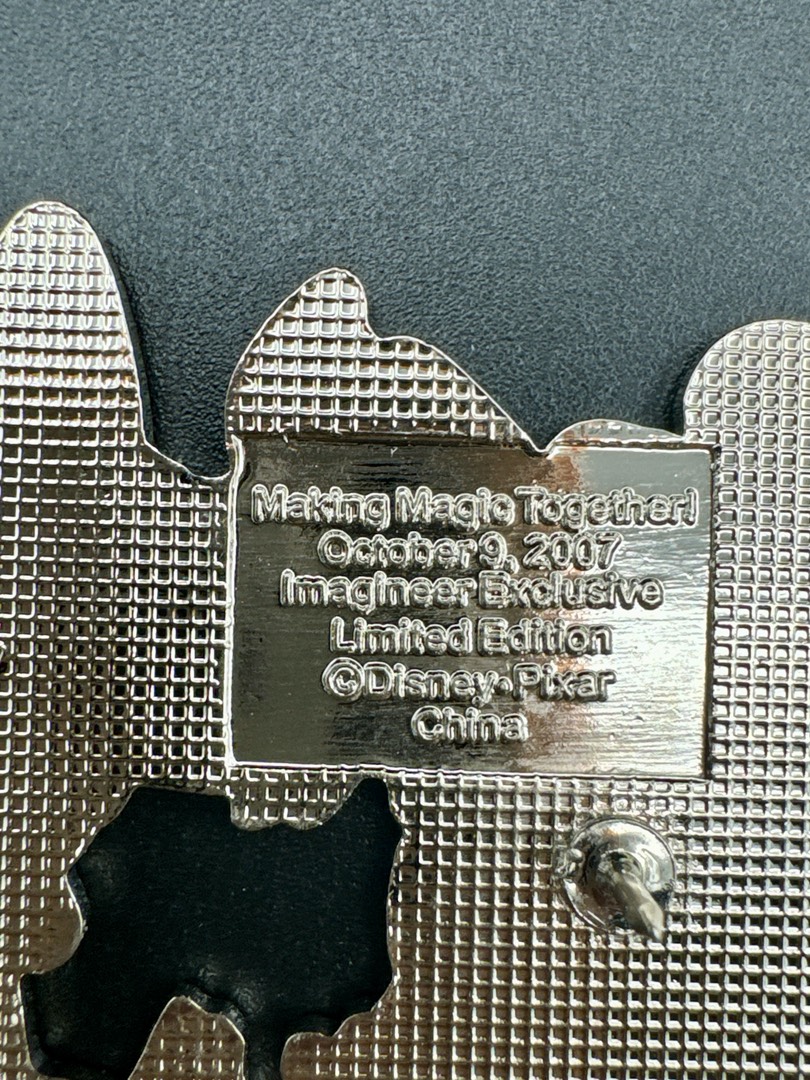 Making Magic Together!
October 9, 2007
Imagineer Exclusive
Limited Edition
©Disney•Pixar
China